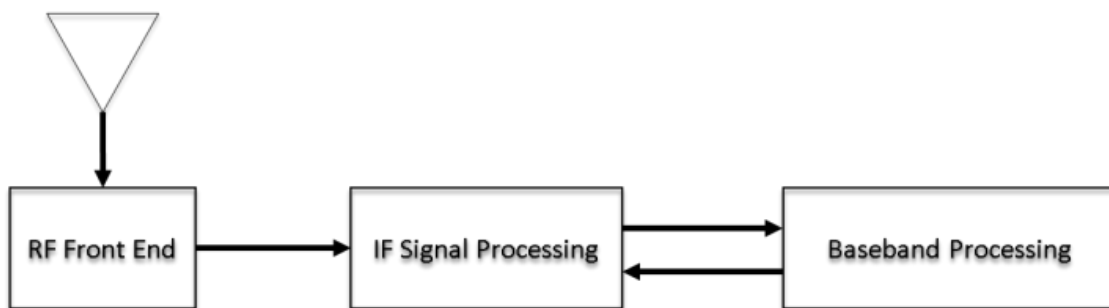 RF Front End
IF Signal Processing
Baseband Processing